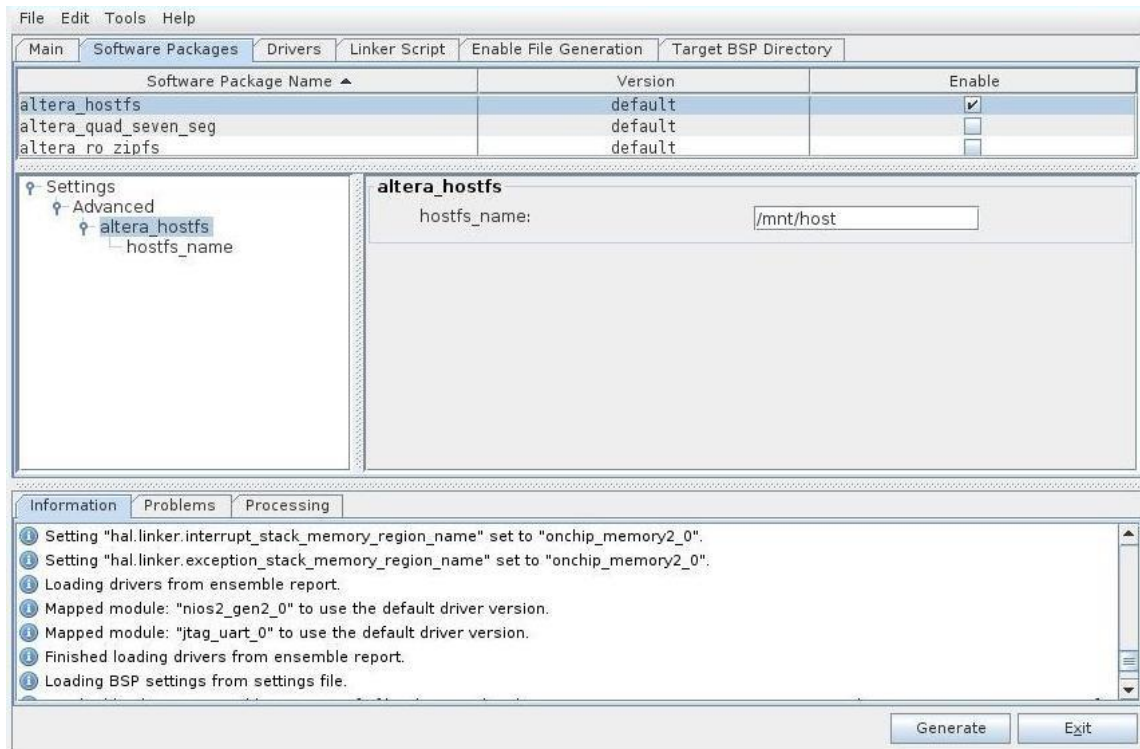 File Edit Tools Help
Main Software Packages Drivers Linker Script Enable File Generation Target BSP Directory
Software Package Name Version Enable
altera_hostfs default
altera_quad_seven_seg default
altera_ro_zipfs default
Settings
Advanced
altera_hostfs
hostfs_name
altera_hostfs
hostfs_name: /mnt/host
Information Problems Processing
Setting "hal.linker.interrupt_stack_memory_region_name" set to "onchip_memory2_0".
Setting "hal.linker.exception_stack_memory_region_name" set to "onchip_memory2_0".
Loading drivers from ensemble report.
Mapped module: "nios2_gen2_0" to use the default driver version.
Mapped module: "jtag_uart_0" to use the default driver version.
Finished loading drivers from ensemble report.
Loading BSP settings from settings file.
Generate Exit